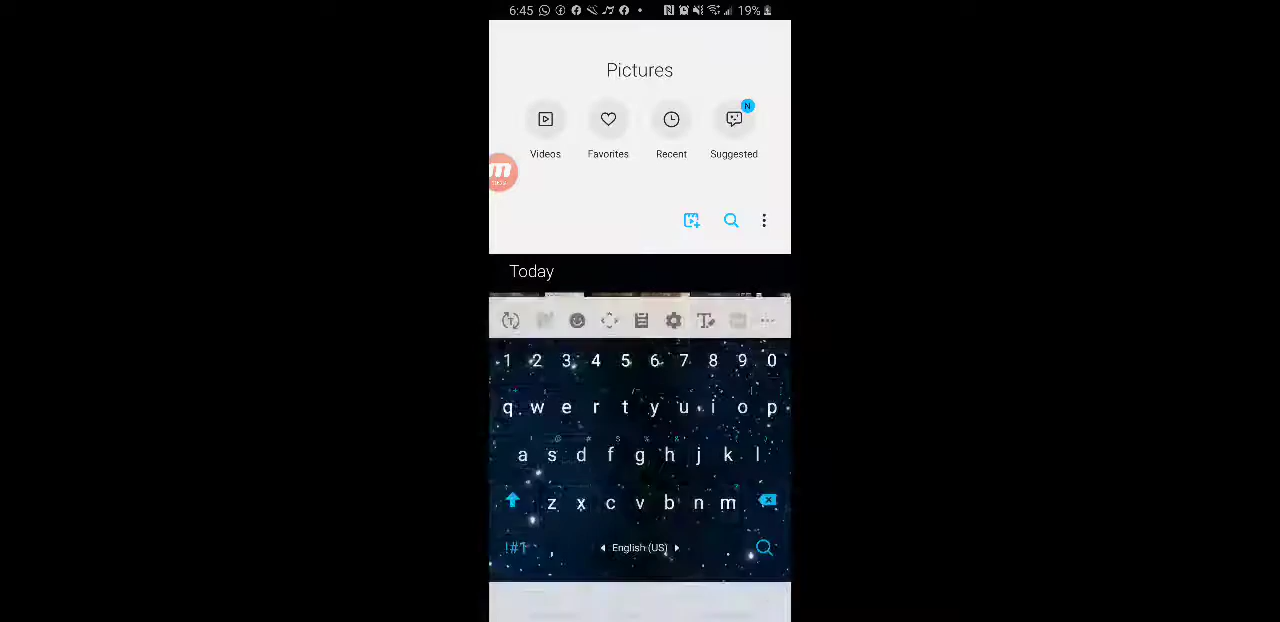 6:45 19%
Pictures
N
Videos Favorites Recent Suggested
m
Today
1 2 3 4 5 6 7 8 9 0
q w e r t y u i o p
a s d f g h j k l
z x c v b n m
!#1 , English (US) .